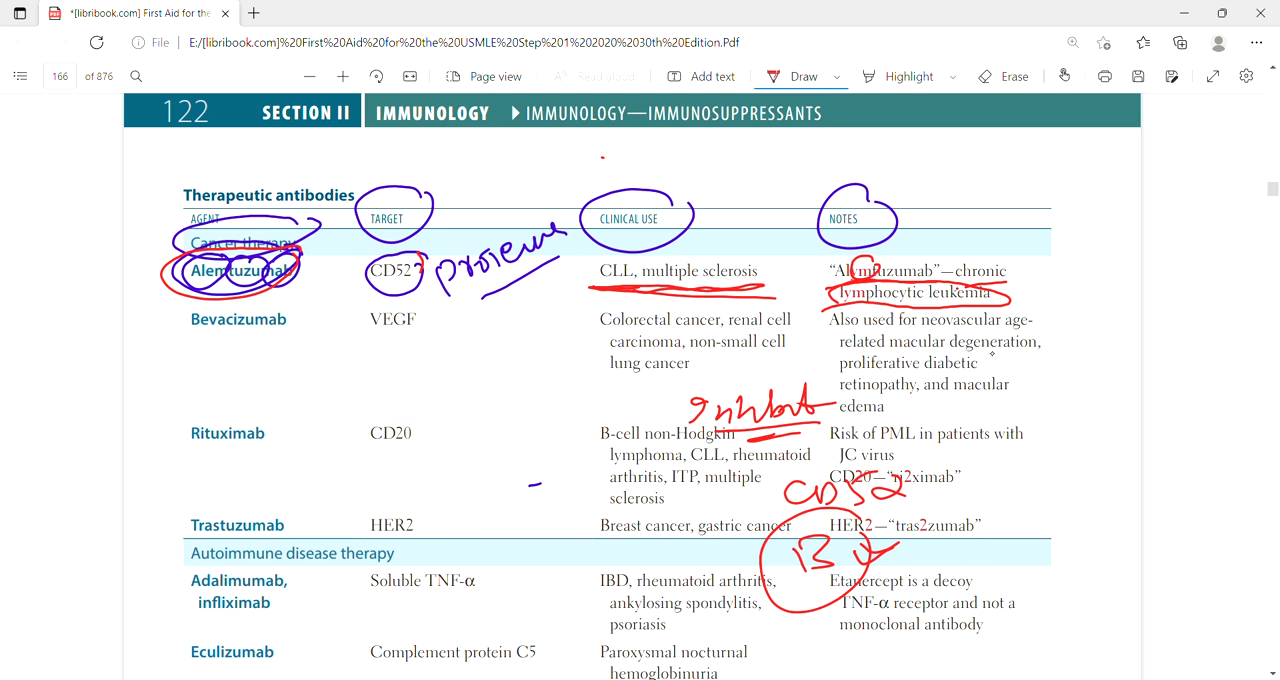 *[libribook.com] First Aid for the
File E:/[libribook.com]%20First%20Aid%20for%20the%20USMLE%20Step%201%202020%2030th%20Edition.Pdf
166 of 876 Page view Read aloud Add text Draw Highlight Erase
122 SECTION II IMMUNOLOGY IMMUNOLOGY—IMMUNOSUPPRESSANTS
Therapeutic antibodies
AGENT TARGET CLINICAL USE NOTES
Cancer therapy
Alemtuzumab CD52 CLL, multiple sclerosis “Alymtuzumab”—chronic
lymphocytic leukemia
Bevacizumab VEGF Colorectal cancer, renal cell Also used for neovascular age-
carcinoma, non-small cell related macular degeneration,
lung cancer proliferative diabetic
retinopathy, and macular
edema
Inhibit
Rituximab CD20 B-cell non-Hodgkin Risk of PML in patients with
lymphoma, CLL, rheumatoid JC virus
arthritis, ITP, multiple CD20—“ri2ximab”
sclerosis
CD52
Trastuzumab HER2 Breast cancer, gastric cancer HER2—“tras2zumab”
Autoimmune disease therapy
B
Adalimumab, Soluble TNF-α IBD, rheumatoid arthritis, Etanercept is a decoy
infliximab ankylosing spondylitis, TNF-α receptor and not a
psoriasis monoclonal antibody
Eculizumab Complement protein C5 Paroxysmal nocturnal
hemoglobinuria